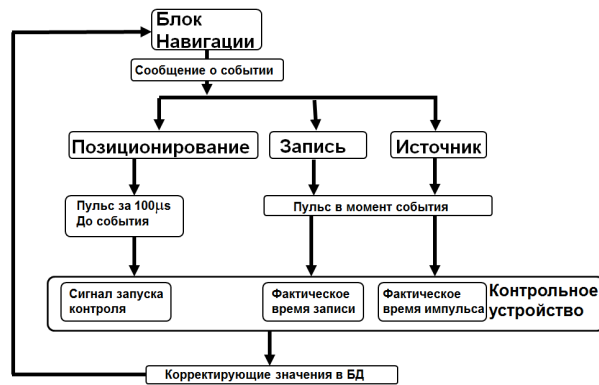 Блок
Навигации
Сообщение о событии
Позиционирование
Запись
Источник
Пульс за 100μs
До события
Пульс в момент события
Сигнал запуска
контроля
Фактическое
время записи
Фактическое
время импульса
Контрольное
устройство
Корректирующие значения в БД